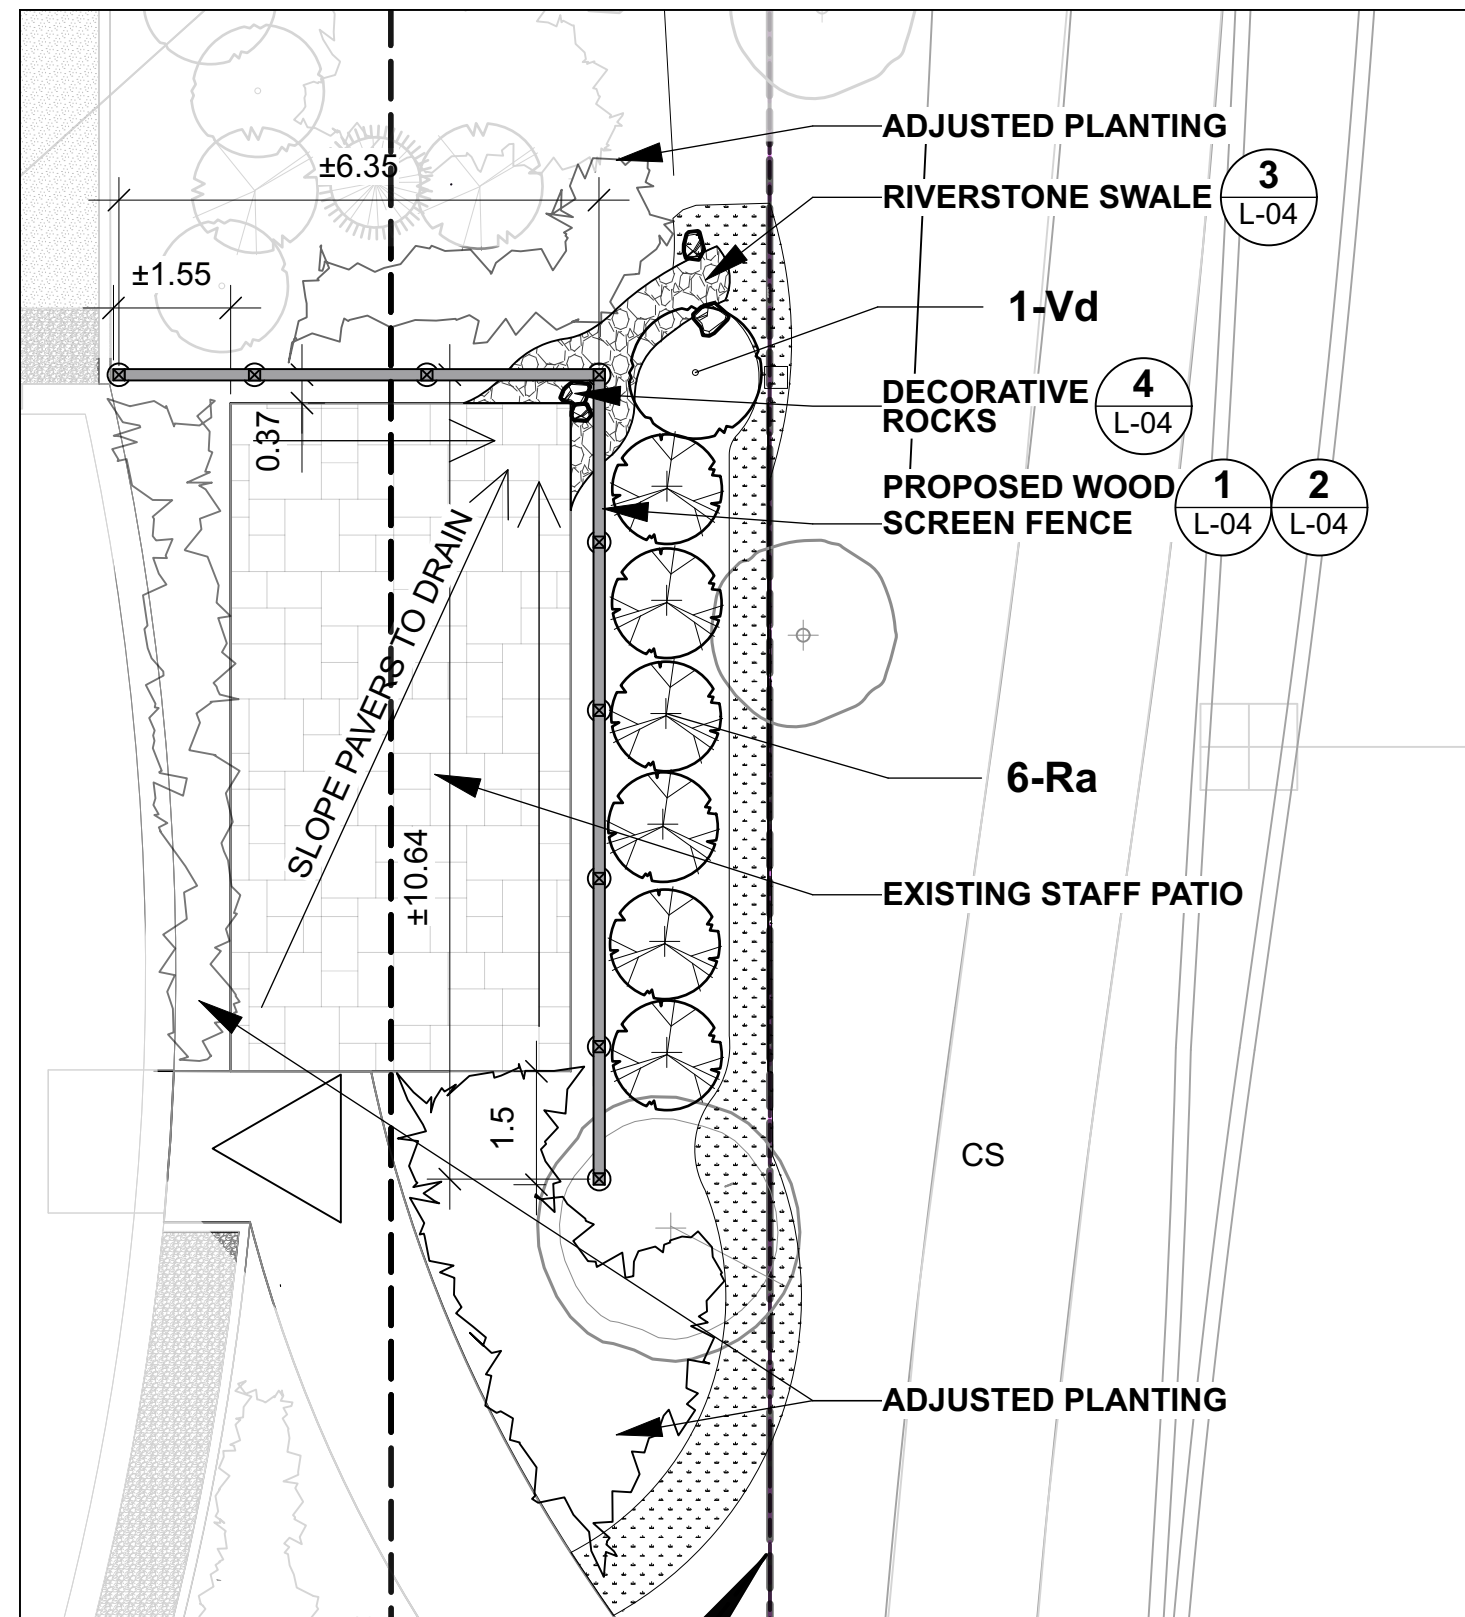 ADJUSTED PLANTING
±6.35
RIVERSTONE SWALE
3
L-04
±1.55
1-Vd
DECORATIVE
ROCKS
4
L-04
0.37
PROPOSED WOOD
SCREEN FENCE
1
L-04
2
L-04
SLOPE PAVERS TO DRAIN
6-Ra
±10.64
EXISTING STAFF PATIO
1.5
CS
ADJUSTED PLANTING